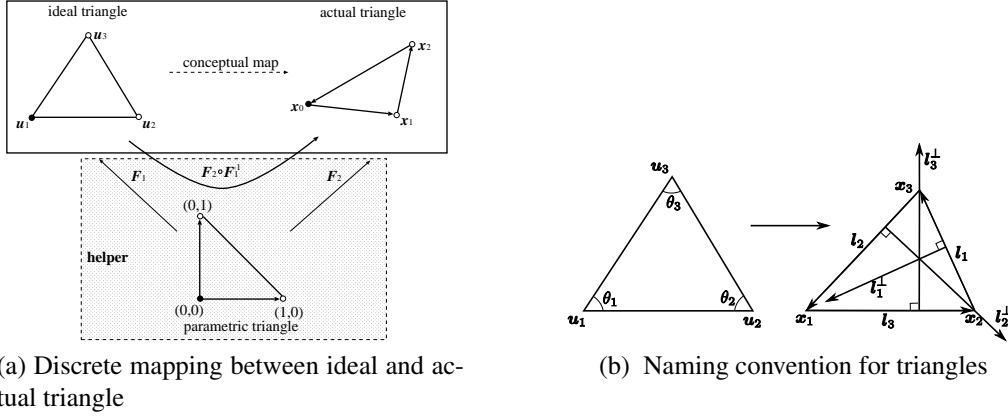 ideal triangle
actual triangle
u3
x2
conceptual map
x0
u1
u2
x1
F1
F2∘F1-1
F2
(0,1)
helper
(0,0)
(1,0)
parametric triangle
(a) Discrete mapping between ideal and ac-
tual triangle
l3⊥
u3
x3
θ3
l2
l1
l1⊥
θ1
θ2
u1
u2
x1
l3
x2
l2⊥
(b) Naming convention for triangles